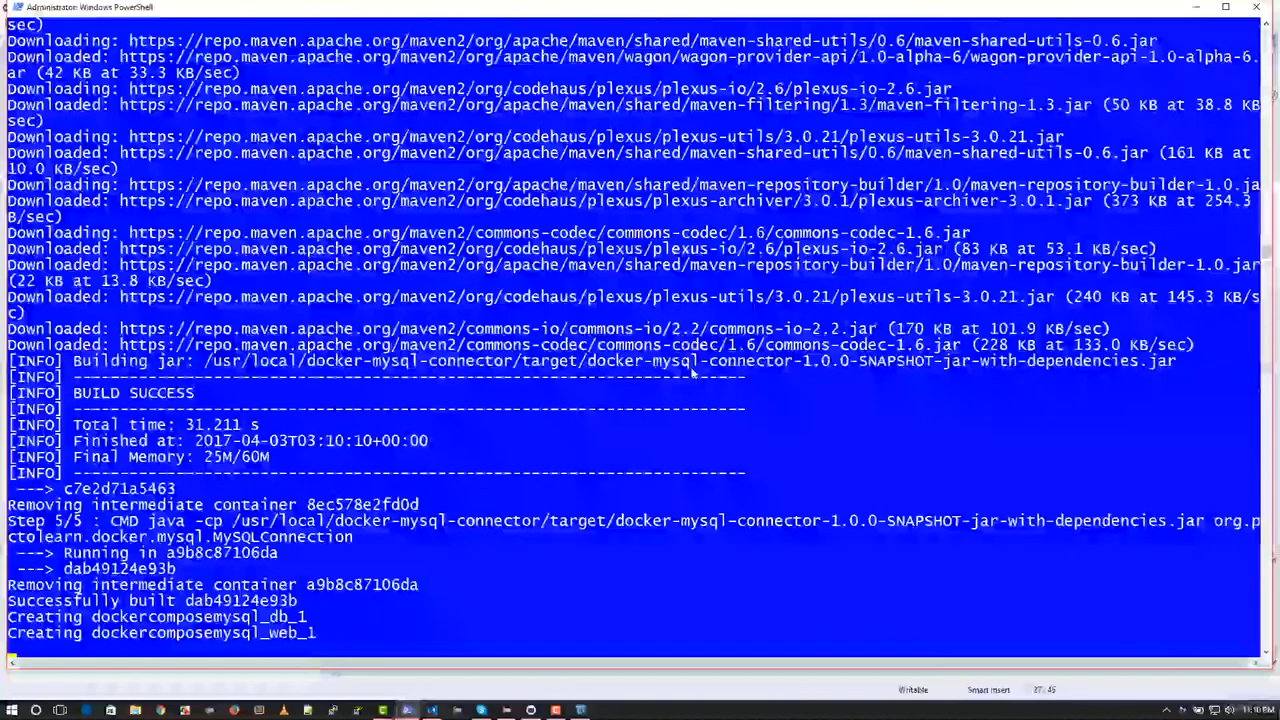 Administrator: Windows PowerShell
sec)
Downloading: https://repo.maven.apache.org/maven2/org/apache/maven/shared/maven-shared-utils/0.6/maven-shared-utils-0.6.jar
Downloaded: https://repo.maven.apache.org/maven2/org/apache/maven/wagon/wagon-provider-api/1.0-alpha-6/wagon-provider-api-1.0-alpha-6.
ar (42 KB at 33.3 KB/sec)
Downloading: https://repo.maven.apache.org/maven2/org/codehaus/plexus/plexus-io/2.6/plexus-io-2.6.jar
Downloaded: https://repo.maven.apache.org/maven2/org/apache/maven/shared/maven-filtering/1.3/maven-filtering-1.3.jar (50 KB at 38.8 KB
sec)
Downloading: https://repo.maven.apache.org/maven2/org/codehaus/plexus/plexus-utils/3.0.21/plexus-utils-3.0.21.jar
Downloaded: https://repo.maven.apache.org/maven2/org/apache/maven/shared/maven-shared-utils/0.6/maven-shared-utils-0.6.jar (161 KB at
10.0 KB/sec)
Downloading: https://repo.maven.apache.org/maven2/org/apache/maven/shared/maven-repository-builder/1.0/maven-repository-builder-1.0.ja
Downloaded: https://repo.maven.apache.org/maven2/org/codehaus/plexus/plexus-archiver/3.0.1/plexus-archiver-3.0.1.jar (373 KB at 254.3
B/sec)
Downloading: https://repo.maven.apache.org/maven2/commons-codec/commons-codec/1.6/commons-codec-1.6.jar
Downloaded: https://repo.maven.apache.org/maven2/org/codehaus/plexus/plexus-io/2.6/plexus-io-2.6.jar (83 KB at 53.1 KB/sec)
Downloaded: https://repo.maven.apache.org/maven2/org/apache/maven/shared/maven-repository-builder/1.0/maven-repository-builder-1.0.jar
(22 KB at 13.8 KB/sec)
Downloaded: https://repo.maven.apache.org/maven2/org/codehaus/plexus/plexus-utils/3.0.21/plexus-utils-3.0.21.jar (240 KB at 145.3 KB/s
c)
Downloaded: https://repo.maven.apache.org/maven2/commons-io/commons-io/2.2/commons-io-2.2.jar (170 KB at 101.9 KB/sec)
Downloaded: https://repo.maven.apache.org/maven2/commons-codec/commons-codec/1.6/commons-codec-1.6.jar (228 KB at 133.0 KB/sec)
[INFO] Building jar: /usr/local/docker-mysql-connector/target/docker-mysql-connector-1.0.0-SNAPSHOT-jar-with-dependencies.jar
[INFO] ------------------------------------------------------------------------
[INFO] BUILD SUCCESS
[INFO] ------------------------------------------------------------------------
[INFO] Total time: 31.211 s
[INFO] Finished at: 2017-04-03T03:10:10+00:00
[INFO] Final Memory: 25M/60M
[INFO] ------------------------------------------------------------------------
---> c7e2d71a5463
Removing intermediate container 8ec578e2fd0d
Step 5/5 : CMD java -cp /usr/local/docker-mysql-connector/target/docker-mysql-connector-1.0.0-SNAPSHOT-jar-with-dependencies.jar org.p
ctolearn.docker.mysql.MySQLConnection
---> Running in a9b8c87106da
---> dab49124e93b
Removing intermediate container a9b8c87106da
Successfully built dab49124e93b
Creating dockercomposemysql_db_1
Creating dockercomposemysql_web_1
Writable Smart Insert
11:10 PM